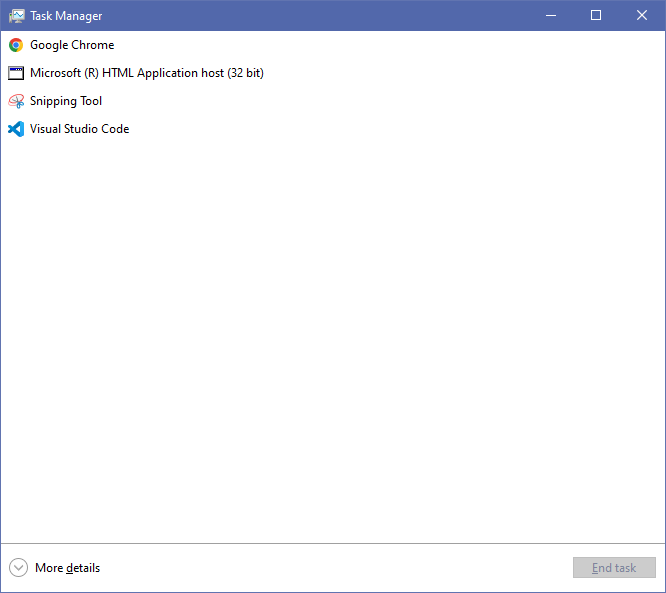 Task Manager
Google Chrome
Microsoft (R) HTML Application host (32 bit)
Snipping Tool
Visual Studio Code
More details
End task